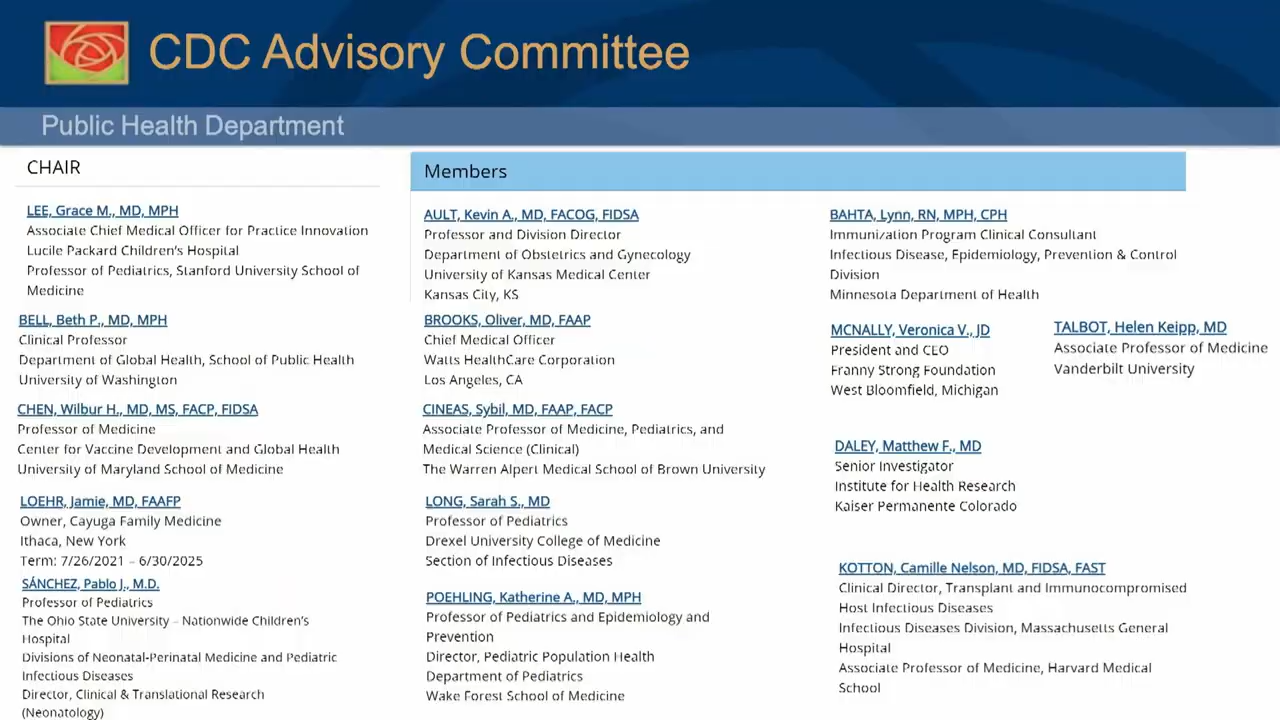 CDC Advisory Committee
Public Health Department
CHAIR
LEE, Grace M., MD, MPH
Associate Chief Medical Officer for Practice Innovation
Lucile Packard Children's Hospital
Professor of Pediatrics, Stanford University School of
Medicine
BELL, Beth P., MD, MPH
Clinical Professor
Department of Global Health, School of Public Health
University of Washington
CHEN, Wilbur H., MD, MS, FACP, FIDSA
Professor of Medicine
Center for Vaccine Development and Global Health
University of Maryland School of Medicine
LOEHR, Jamie, MD, FAAFP
Owner, Cayuga Family Medicine
Ithaca, New York
Term: 7/26/2021 – 6/30/2025
SÁNCHEZ, Pablo J., M.D.
Professor of Pediatrics
The Ohio State University – Nationwide Children's
Hospital
Divisions of Neonatal-Perinatal Medicine and Pediatric
Infectious Diseases
Director, Clinical & Translational Research
(Neonatology)
Members
AULT, Kevin A., MD, FACOG, FIDSA
Professor and Division Director
Department of Obstetrics and Gynecology
University of Kansas Medical Center
Kansas City, KS
BROOKS, Oliver, MD, FAAP
Chief Medical Officer
Watts HealthCare Corporation
Los Angeles, CA
CINEAS, Sybil, MD, FAAP, FACP
Associate Professor of Medicine, Pediatrics, and
Medical Science (Clinical)
The Warren Alpert Medical School of Brown University
LONG, Sarah S., MD
Professor of Pediatrics
Drexel University College of Medicine
Section of Infectious Diseases
POEHLING, Katherine A., MD, MPH
Professor of Pediatrics and Epidemiology and
Prevention
Director, Pediatric Population Health
Department of Pediatrics
Wake Forest School of Medicine
BAHTA, Lynn, RN, MPH, CPH
Immunization Program Clinical Consultant
Infectious Disease, Epidemiology, Prevention & Control
Division
Minnesota Department of Health
MCNALLY, Veronica V., JD
President and CEO
Franny Strong Foundation
West Bloomfield, Michigan
TALBOT, Helen Keipp, MD
Associate Professor of Medicine
Vanderbilt University
DALEY, Matthew F., MD
Senior Investigator
Institute for Health Research
Kaiser Permanente Colorado
KOTTON, Camille Nelson, MD, FIDSA, FAST
Clinical Director, Transplant and Immunocompromised
Host Infectious Diseases
Infectious Diseases Division, Massachusetts General
Hospital
Associate Professor of Medicine, Harvard Medical
School